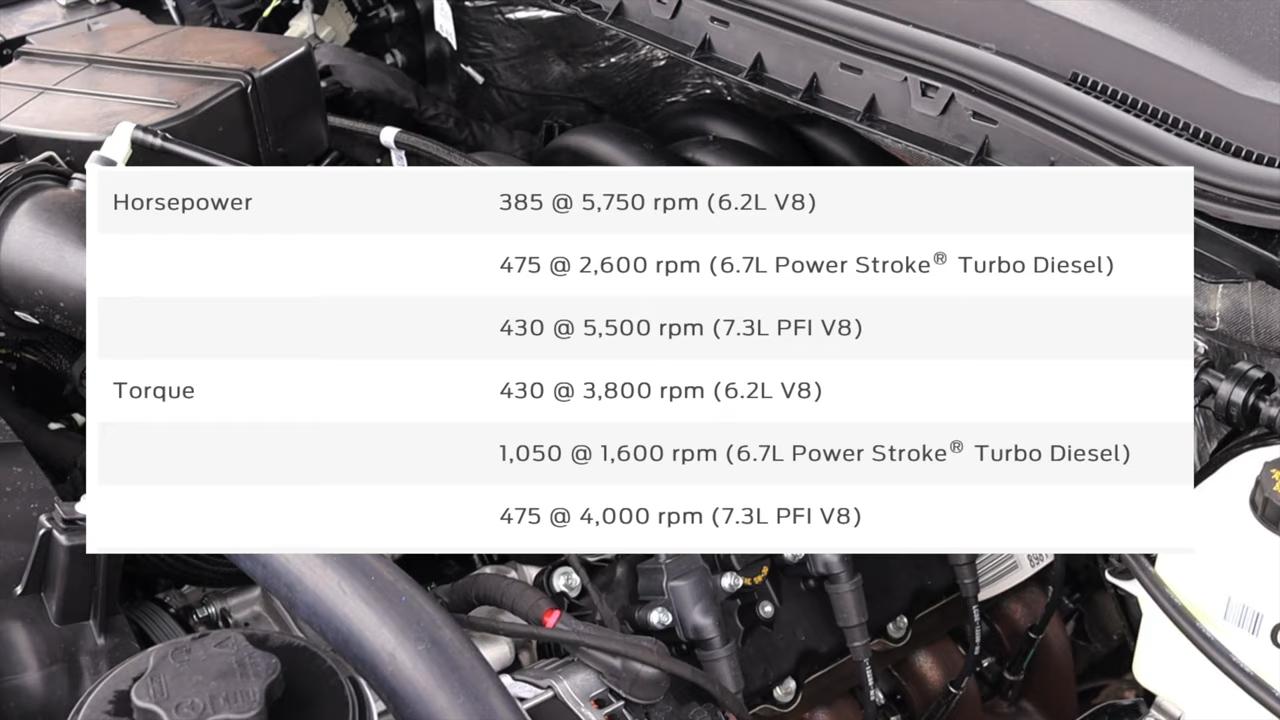 Horsepower 385 @ 5,750 rpm (6.2L V8)
475 @ 2,600 rpm (6.7L Power Stroke® Turbo Diesel)
430 @ 5,500 rpm (7.3L PFI V8)
Torque 430 @ 3,800 rpm (6.2L V8)
1,050 @ 1,600 rpm (6.7L Power Stroke® Turbo Diesel)
475 @ 4,000 rpm (7.3L PFI V8)